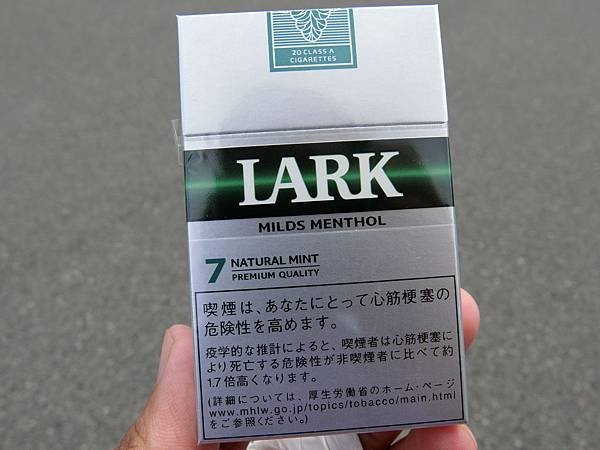 20 CLASS A
CIGARETTES
LARK
MILDS MENTHOL
7 NATURAL MINT
PREMIUM QUALITY
喫煙は、あなたにとって心筋梗塞の
危険性を高めます。
疫学的な推計によると、喫煙者は心筋梗塞に
より死亡する危険性が非喫煙者に比べて約
1.7倍高くなります。
(詳細については、厚生労働省のホーム・ページ
www.mhlw.go.jp/topics/tobacco/main.html
をご参照ください。)